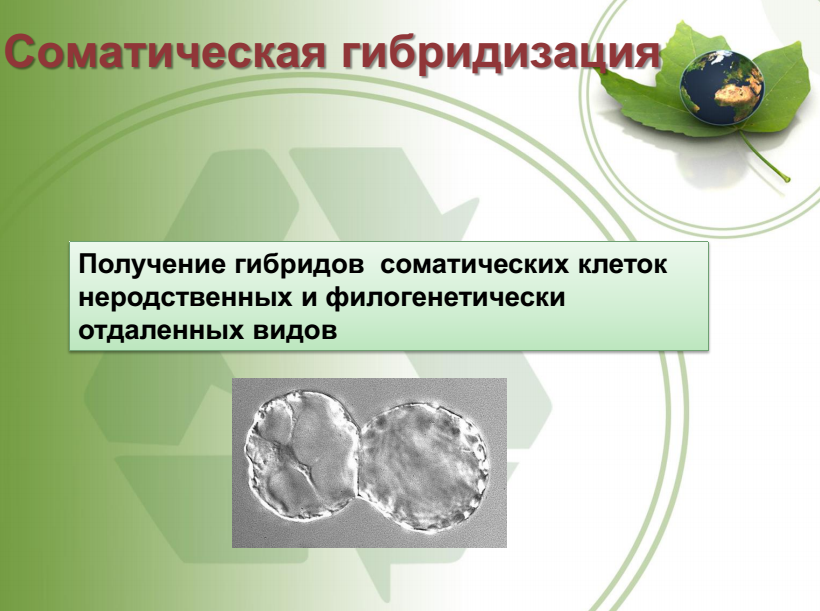 Соматическая гибридизация
Получение гибридов соматических клеток
неродственных и филогенетически
отдаленных видов